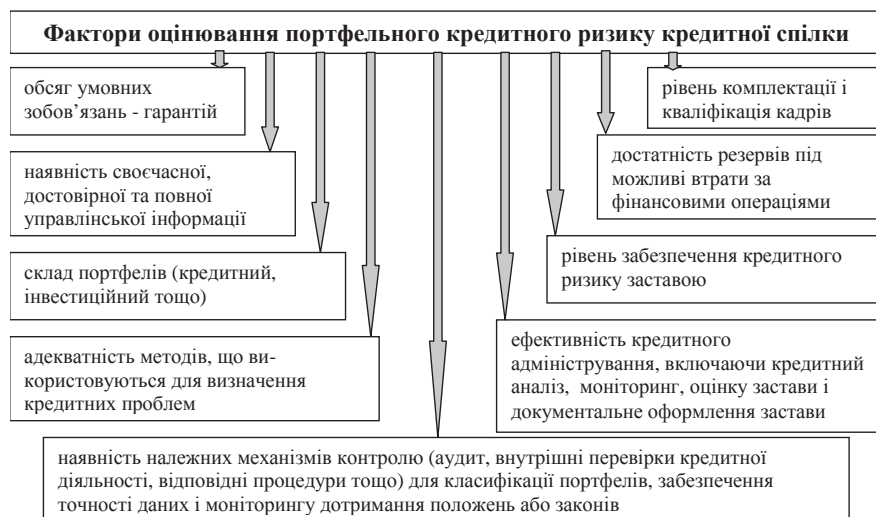 Фактори оцінювання портфельного кредитного ризику кредитної спілки
обсяг умовних
зобов’язань - гарантій
наявність своєчасної,
достовірної та повної
управлінської інформації
склад портфелів (кредитний,
інвестиційний тощо)
адекватність методів, що ви-
користовуються для визначення
кредитних проблем
рівень комплектації і
кваліфікація кадрів
достатність резервів під
можливі втрати за
фінансовими операціями
рівень забезпечення кредитного
ризику заставою
ефективність кредитного
адміністрування, включаючи кредитний
аналіз, моніторинг, оцінку застави і
документальне оформлення застави
наявність належних механізмів контролю (аудит, внутрішні перевірки кредитної
діяльності, відповідні процедури тощо) для класифікації портфелів, забезпечення
точності даних і моніторингу дотримання положень або законів